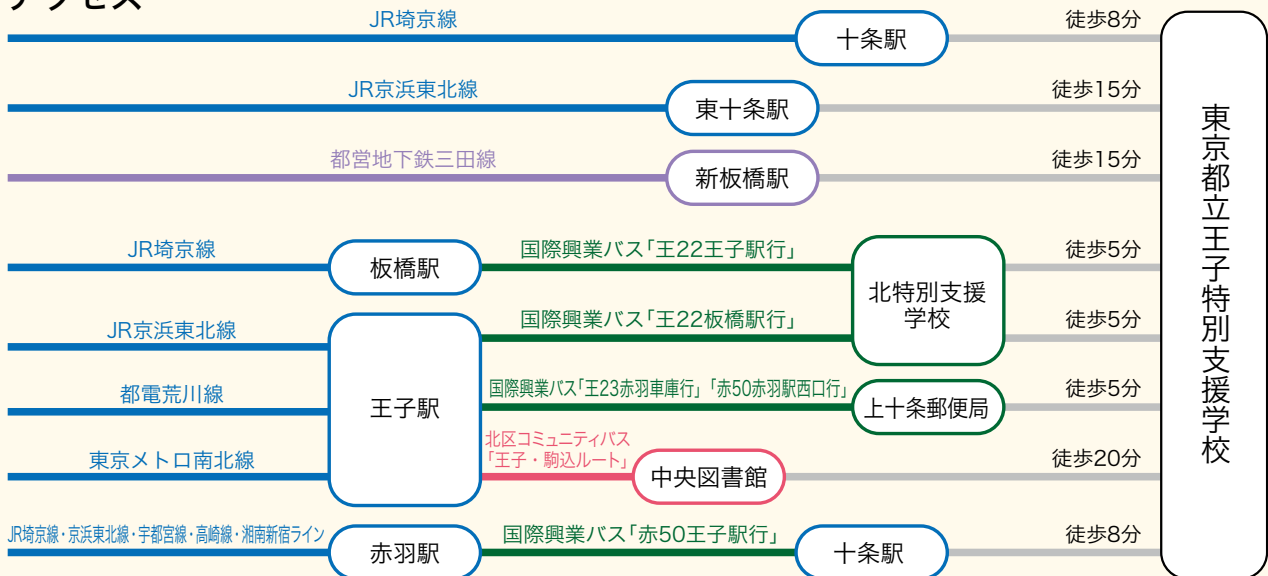 アクセス
JR埼京線
十条駅
徒歩8分
JR京浜東北線
東十条駅
徒歩15分
都営地下鉄三田線
新板橋駅
徒歩15分
JR埼京線
板橋駅
国際興業バス「王22王子駅行」
北特別支援
学校
徒歩5分
JR京浜東北線
王子駅
国際興業バス「王22板橋駅行」
徒歩5分
都電荒川線
国際興業バス「王23赤羽車庫行」「赤50赤羽駅西口行」
上十条郵便局
徒歩5分
東京メトロ南北線
北区コミュニティバス
「王子・駒込ルート」
中央図書館
徒歩20分
JR埼京線・京浜東北線・宇都宮線・高崎線・湘南新宿ライン
赤羽駅
国際興業バス「赤50王子駅行」
十条駅
徒歩8分
東京都立王子特別支援学校